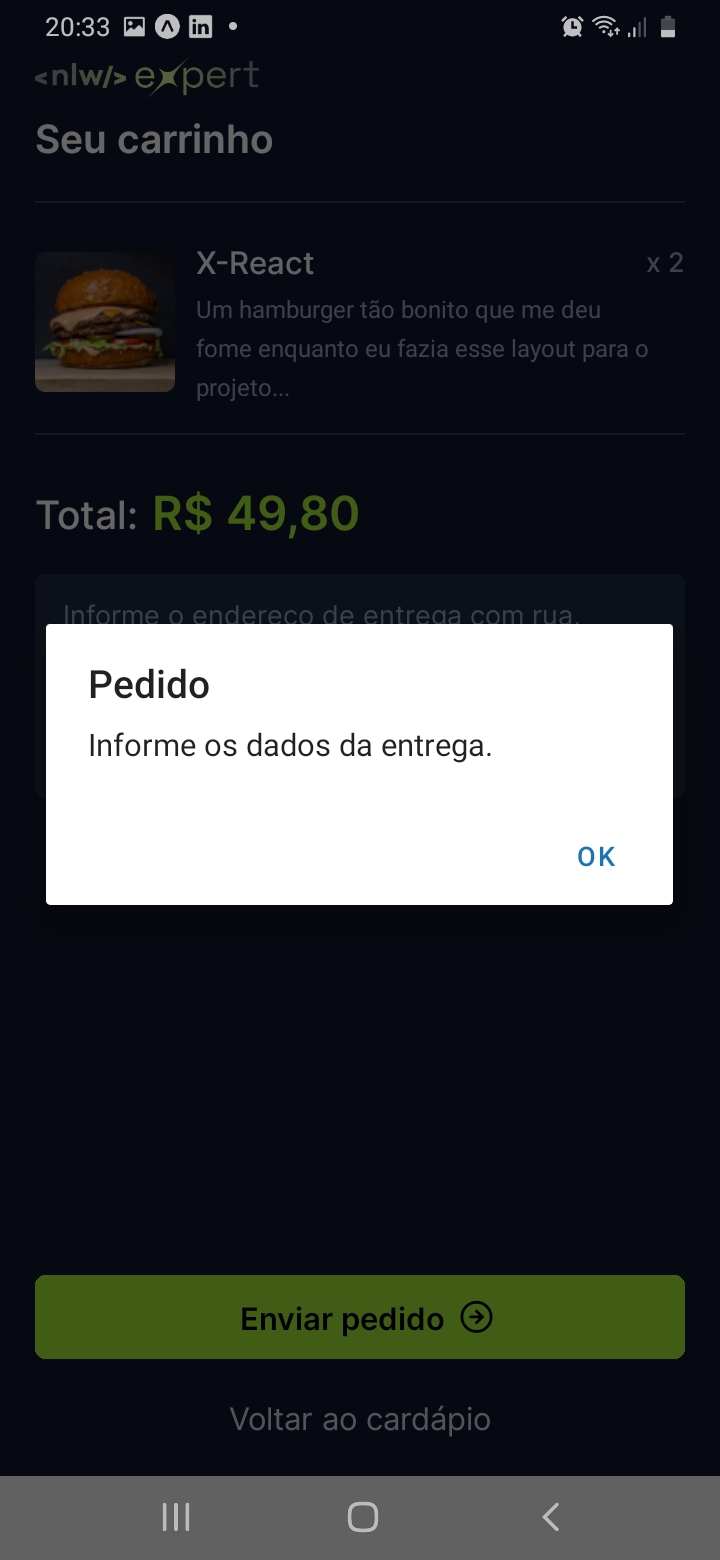 20:33
<nlw/> expert
Seu carrinho
X-React
x 2
Um hamburger tão bonito que me deu
fome enquanto eu fazia esse layout para o
projeto...
Total: R$ 49,80
Informe o endereço de entrega com rua,
Pedido
Informe os dados da entrega.
OK
Enviar pedido
Voltar ao cardápio